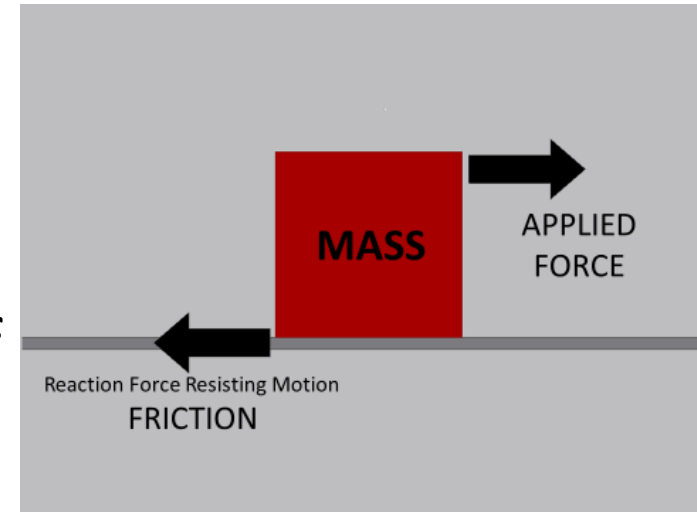 MASS
APPLIED
FORCE
Reaction Force Resisting Motion
FRICTION